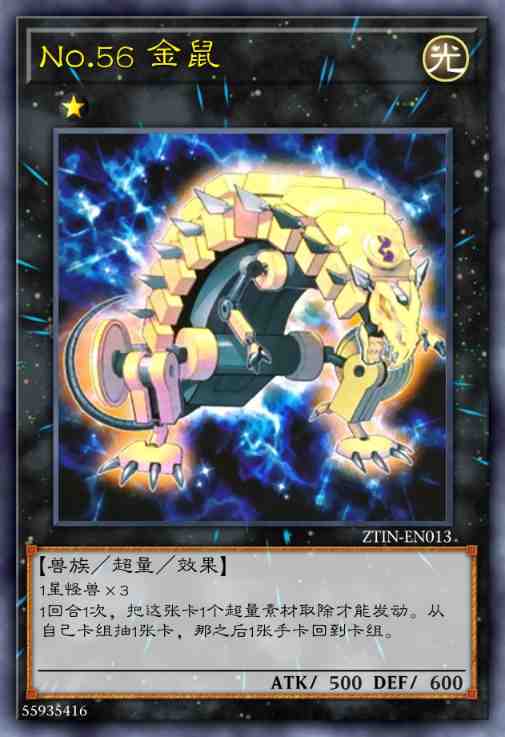 No.56 金鼠
光
ZTIN-EN013
【兽族／超量／效果】
1星怪兽×3
1回合1次，把这张卡1个超量素材取除才能发动。从
自己卡组抽1张卡，那之后1张手卡回到卡组。
ATK/ 500 DEF/ 600
55935416